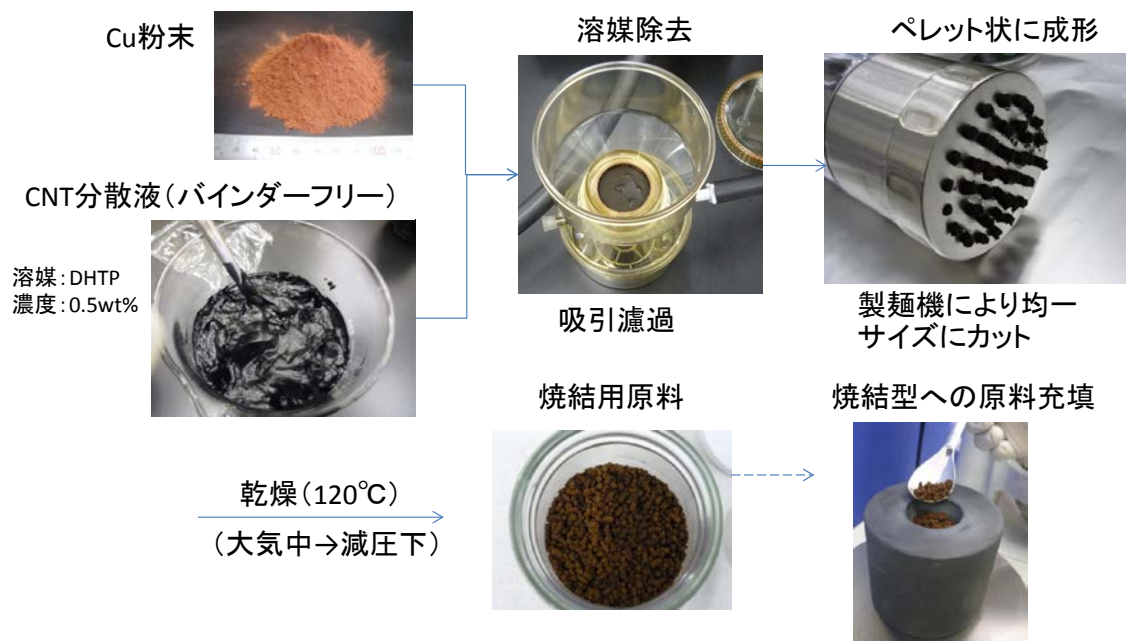 Cu粉末
溶媒除去
ペレット状に成形
CNT分散液（バインダーフリー）
溶媒：DHTP
濃度：0.5wt%
吸引濾過
製麺機により均一
サイズにカット
焼結用原料
焼結型への原料充填
乾燥（120℃）
（大気中→減圧下）